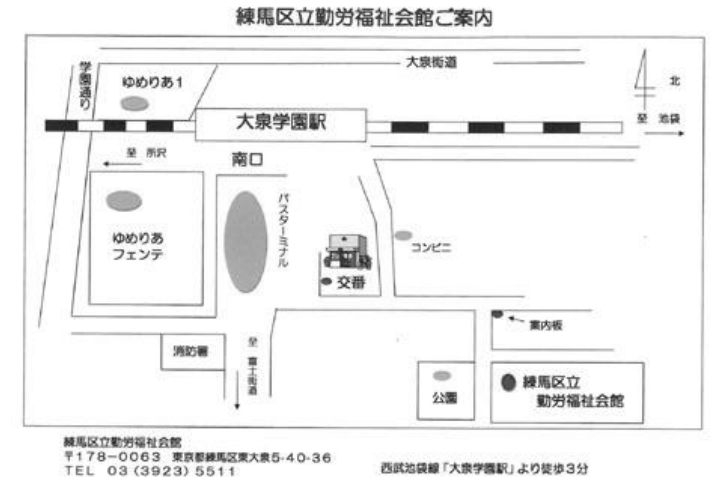 練馬区立勤労福祉会館ご案内
大泉街道
学園通り
ゆめりあ1
北
大泉学園駅
至 池袋
至 所沢
南口
バスターミナル
ゆめりあ
フェンテ
コンビニ
交番
案内板
消防署
至 富士街道
公園
練馬区立
勤労福祉会館
練馬区立勤労福祉会館
〒178-0063 東京都練馬区東大泉5-40-36
TEL 03(3923)5511
西武池袋線「大泉学園駅」より徒歩3分